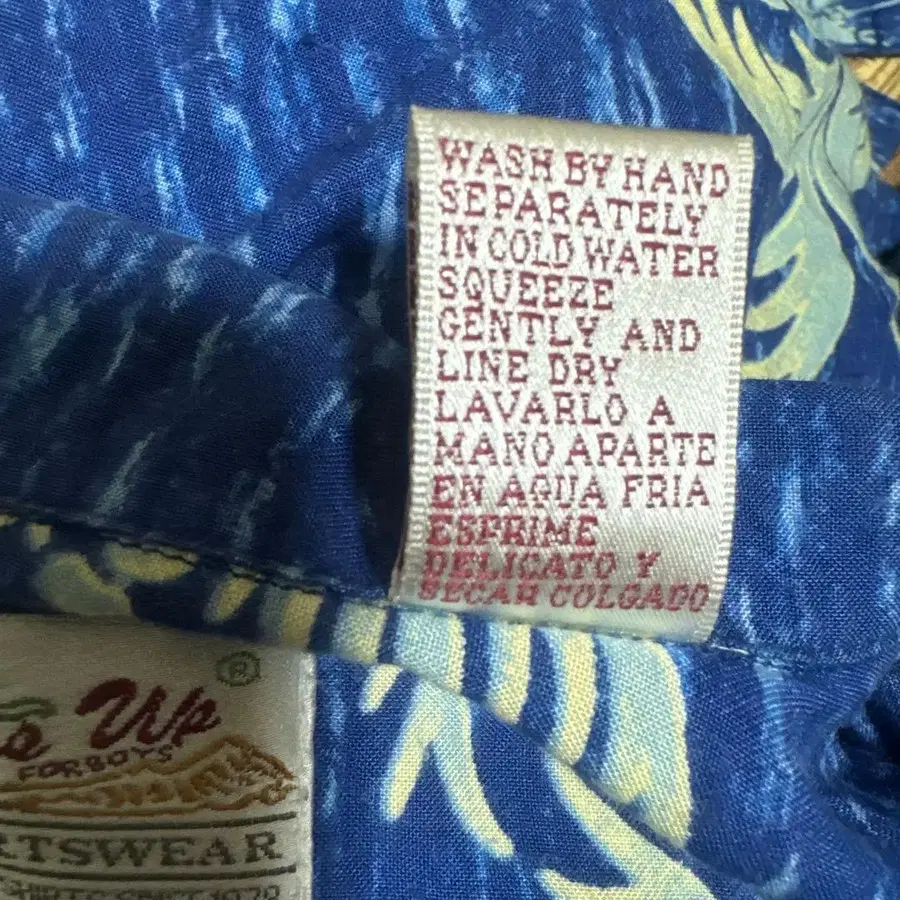 WASH BY HAND
SEPARATELY
IN COLD WATER
SQUEEZE
GENTLY AND
LINE DRY
LAVARLO A
MANO APARTE
EN AGUA FRIA
ESPRIME
DELICATO Y
SECAR COLGADO
s Up ®
FOR BOYS
RTSWEAR